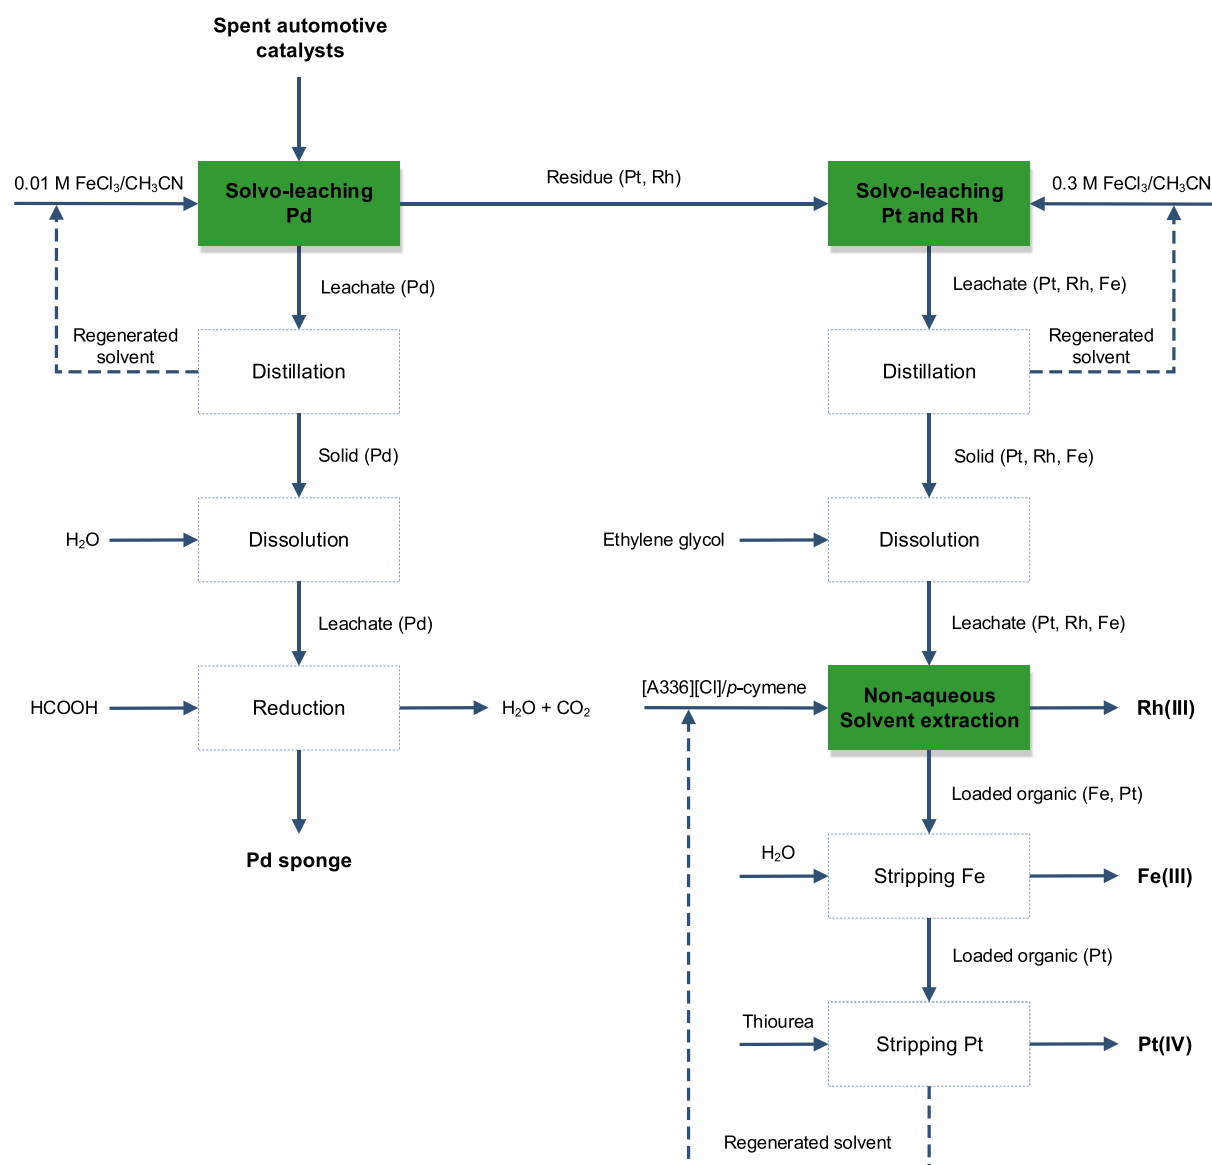 Spent automotive
catalysts
0.01 M FeCl₃/CH₃CN
Solvo-leaching
Pd
Residue (Pt, Rh)
Solvo-leaching
Pt and Rh
0.3 M FeCl₃/CH₃CN
Leachate (Pd)
Leachate (Pt, Rh, Fe)
Regenerated
solvent
Distillation
Distillation
Regenerated
solvent
Solid (Pd)
Solid (Pt, Rh, Fe)
H₂O
Dissolution
Ethylene glycol
Dissolution
Leachate (Pd)
Leachate (Pt, Rh, Fe)
HCOOH
Reduction
H₂O + CO₂
[A336][Cl]/p-cymene
Non-aqueous
Solvent extraction
Rh(III)
Loaded organic (Fe, Pt)
Pd sponge
H₂O
Stripping Fe
Fe(III)
Loaded organic (Pt)
Thiourea
Stripping Pt
Pt(IV)
Regenerated solvent